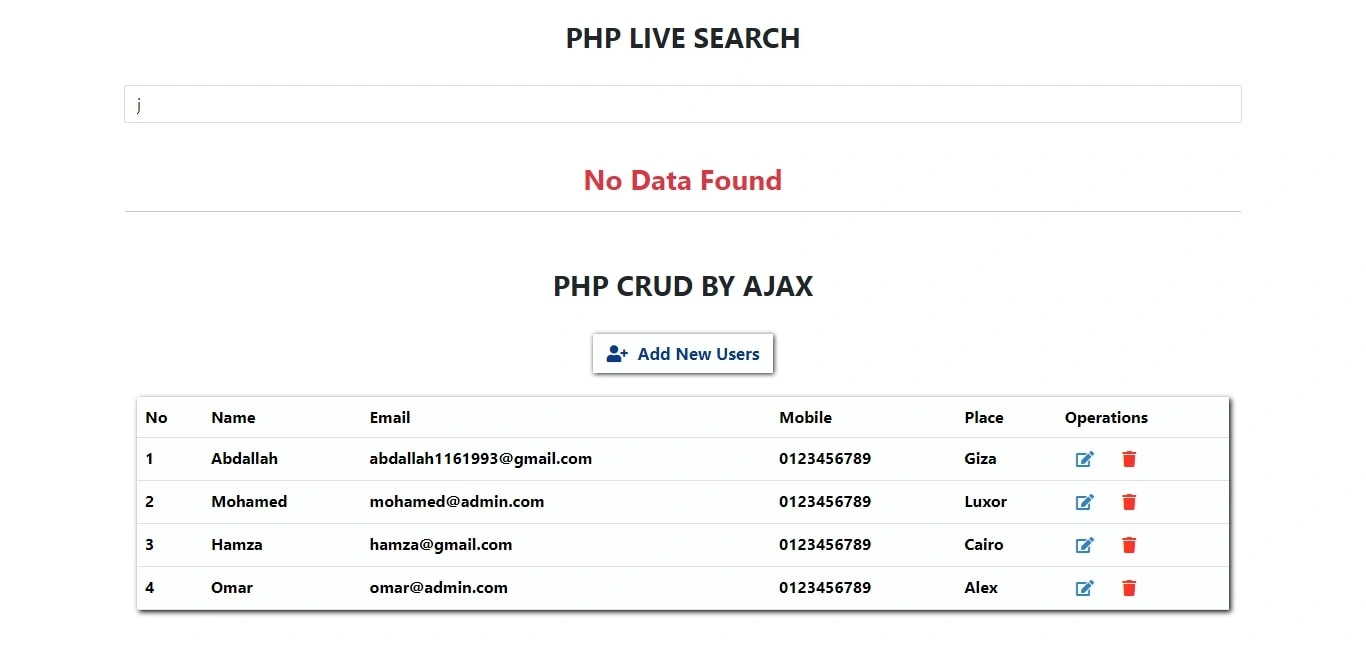 PHP LIVE SEARCH
j
No Data Found
PHP CRUD BY AJAX
Add New Users
No Name Email Mobile Place Operations
1 Abdallah abdallah1161993@gmail.com 0123456789 Giza
2 Mohamed mohamed@admin.com 0123456789 Luxor
3 Hamza hamza@gmail.com 0123456789 Cairo
4 Omar omar@admin.com 0123456789 Alex